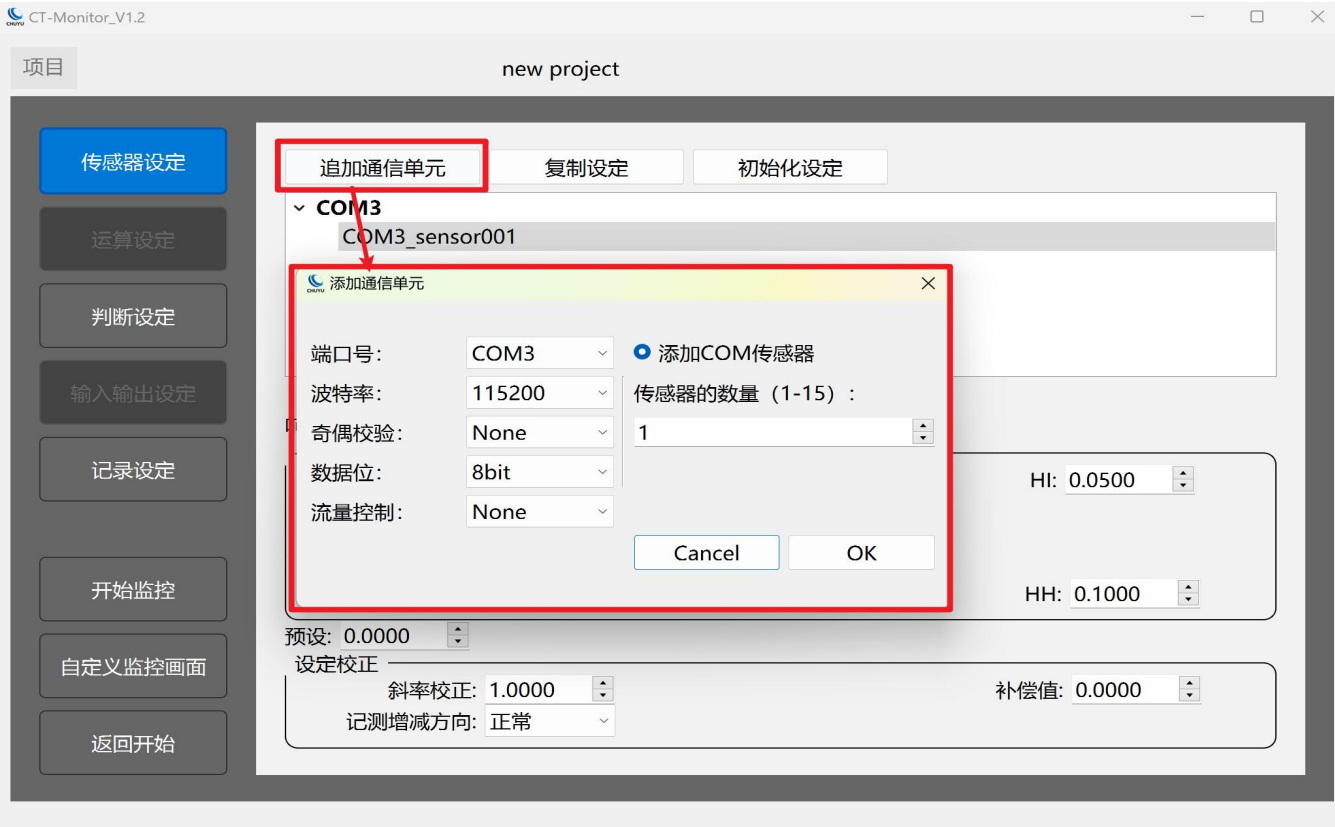 CHUYU CT-Monitor_V1.2
项目
new project
传感器设定
运算设定
判断设定
输入输出设定
记录设定
开始监控
自定义监控画面
返回开始
追加通信单元 复制设定 初始化设定
COM3
COM3_sensor001
CHUYU 添加通信单元
端口号: COM3
波特率: 115200
奇偶校验: None
数据位: 8bit
流量控制: None
添加COM传感器
传感器的数量（1-15）:
1
Cancel OK
HI: 0.0500
HH: 0.1000
预设: 0.0000
设定校正
斜率校正: 1.0000 补偿值: 0.0000
记测增减方向: 正常